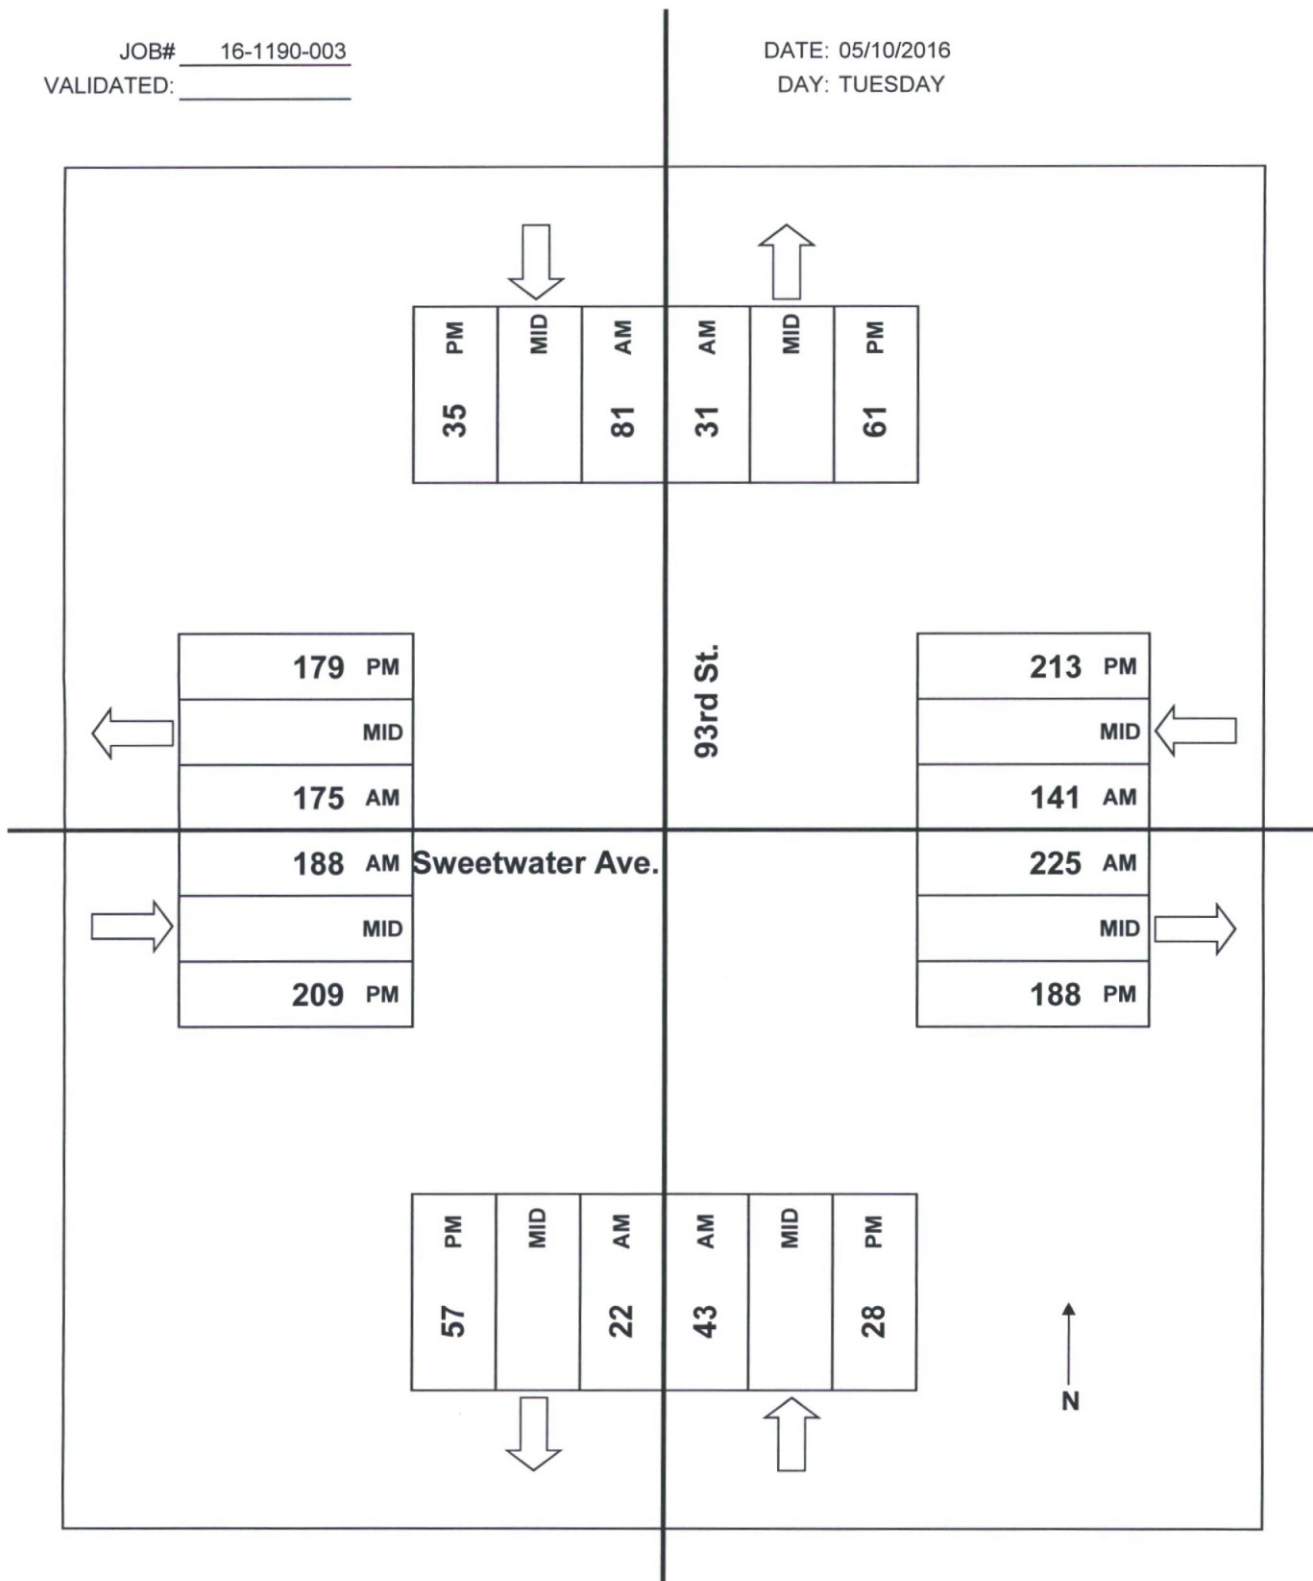 JOB# 16-1190-003
DATE: 05/10/2016
VALIDATED:
DAY: TUESDAY
PM MID AM AM MID PM
35 81 31 61
93rd St.
179 PM
213 PM
MID
MID
175 AM
141 AM
188 AM
Sweetwater Ave.
225 AM
MID
MID
209 PM
188 PM
PM MID AM AM MID PM
57 22 43 28
N